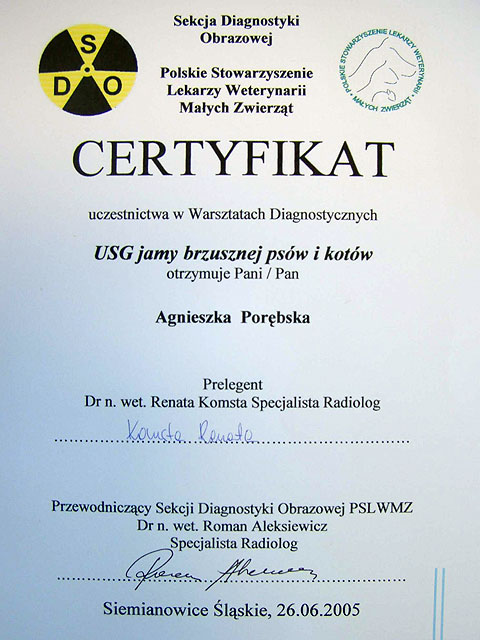 S
D O
Sekcja Diagnostyki
Obrazowej
Polskie Stowarzyszenie
Lekarzy Weterynarii
Małych Zwierząt
POLSKIE STOWARZYSZENIE LEKARZY WETERYNARII
MAŁYCH ZWIERZĄT
CERTYFIKAT
uczestnictwa w Warsztatach Diagnostycznych
USG jamy brzusznej psów i kotów
otrzymuje Pani / Pan
Agnieszka Porębska
Prelegent
Dr n. wet. Renata Komsta Specjalista Radiolog
Komsta Renata
Przewodniczący Sekcji Diagnostyki Obrazowej PSLWMZ
Dr n. wet. Roman Aleksiewicz
Specjalista Radiolog
Siemianowice Śląskie, 26.06.2005